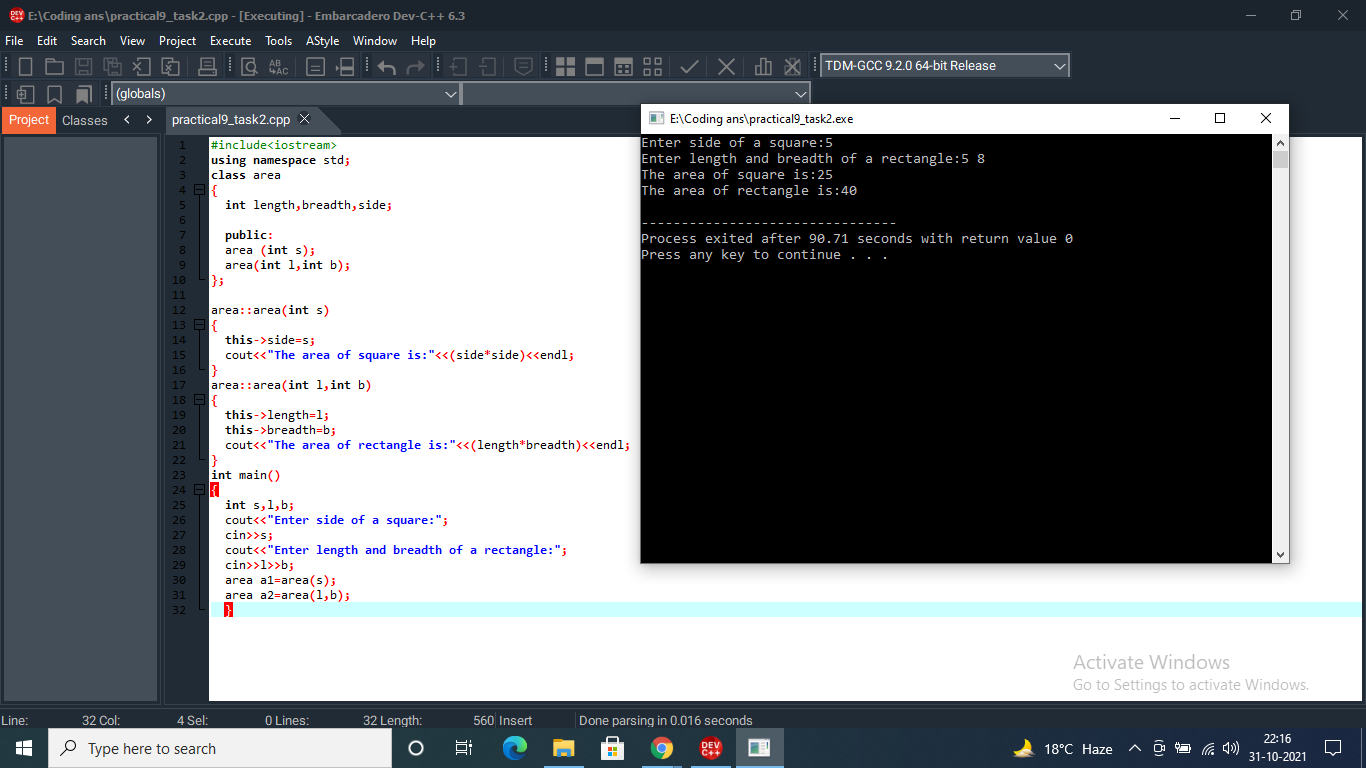 E:\Coding ans\practical9_task2.cpp - [Executing] - Embarcadero Dev-C++ 6.3
File Edit Search View Project Execute Tools AStyle Window Help
TDM-GCC 9.2.0 64-bit Release
(globals)
Project Classes
practical9_task2.cpp
1 #include<iostream>
2 using namespace std;
3 class area
4 {
5 int length,breadth,side;
6
7 public:
8 area (int s);
9 area(int l,int b);
10 };
11
12 area::area(int s)
13 {
14 this->side=s;
15 cout<<"The area of square is:"<<(side*side)<<endl;
16 }
17 area::area(int l,int b)
18 {
19 this->length=l;
20 this->breadth=b;
21 cout<<"The area of rectangle is:"<<(length*breadth)<<endl;
22 }
23 int main()
24 {
25 int s,l,b;
26 cout<<"Enter side of a square:";
27 cin>>s;
28 cout<<"Enter length and breadth of a rectangle:";
29 cin>>l>>b;
30 area a1=area(s);
31 area a2=area(l,b);
32 }
E:\Coding ans\practical9_task2.exe
Enter side of a square:5
Enter length and breadth of a rectangle:5 8
The area of square is:25
The area of rectangle is:40
--------------------------------
Process exited after 90.71 seconds with return value 0
Press any key to continue . . .
Activate Windows
Go to Settings to activate Windows.
Line: 32 Col: 4 Sel: 0 Lines: 32 Length: 560 Insert Done parsing in 0.016 seconds
Type here to search
DEV C++
18°C Haze
22:16
31-10-2021